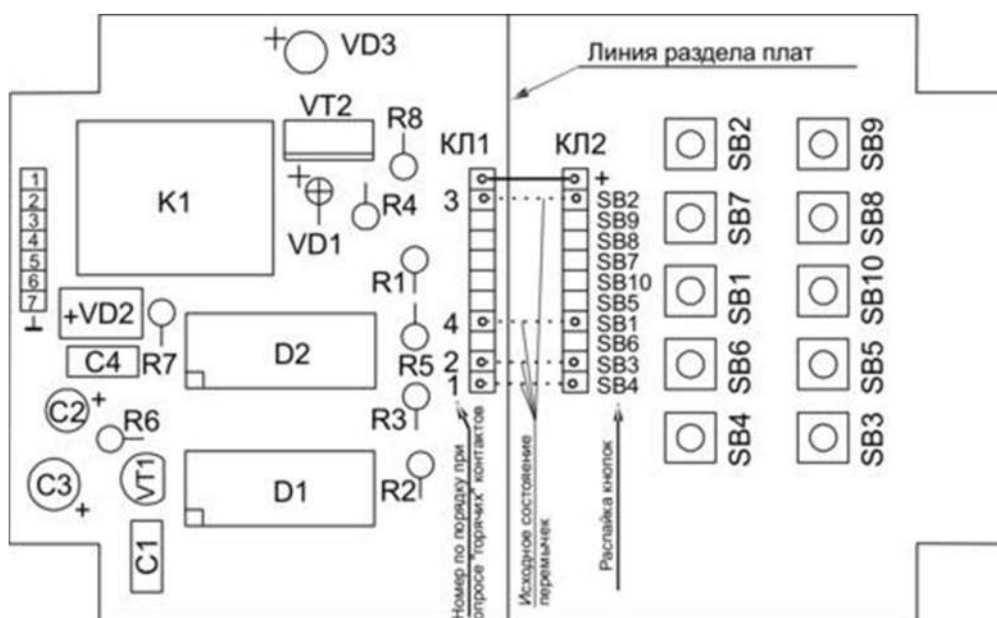 + VD3
Линия раздела плат
VT2
R8
КЛ1
КЛ2
SB2
SB9
K1
+
VD1
R4
3
+
SB2
SB9
SB8
SB7
SB10
SB5
SB1
SB6
SB3
SB4
4
2
1
1
2
3
4
5
6
7
SB7
SB8
R1
+VD2
R7
D2
R5
SB1
SB10
C4
C2 +
R6
R3
SB6
SB5
C3 +
VT1
D1
R2
SB4
SB3
C1
Номер по порядку при
опросе "горячих" контактов
Исходное состояение
перемычек
Распайка кнопок